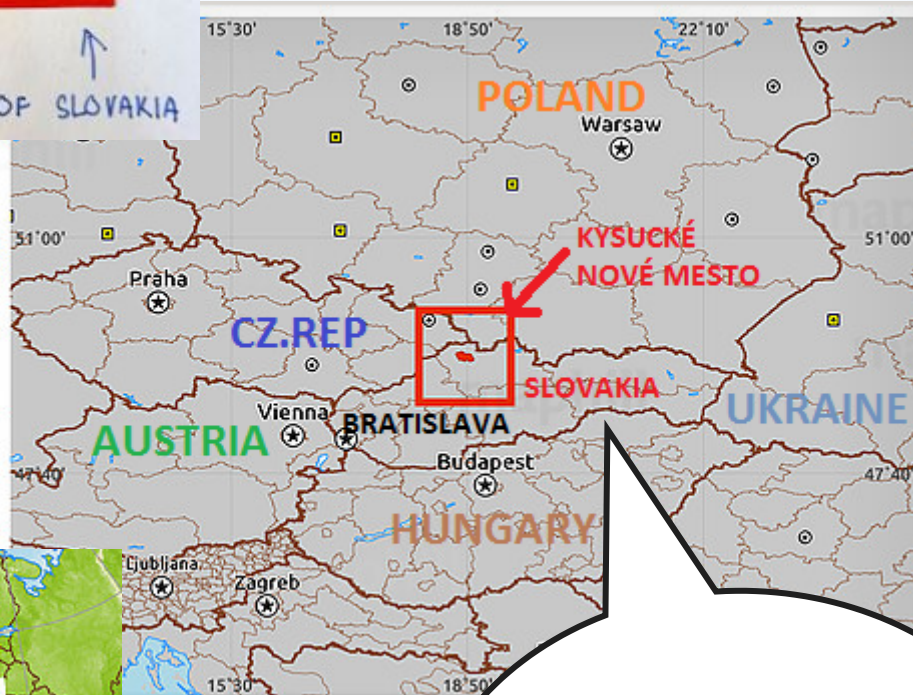 OF SLOVAKIA
15°30'
18°50'
22°10'
POLAND
Warsaw
51°00'
51°00'
KYSUCKÉ
NOVÉ MESTO
Praha
CZ.REP
SLOVAKIA
UKRAINE
Vienna
BRATISLAVA
AUSTRIA
Budapest
47°40'
47°40'
HUNGARY
Ljubljana
Zagreb
15°30'
18°50'